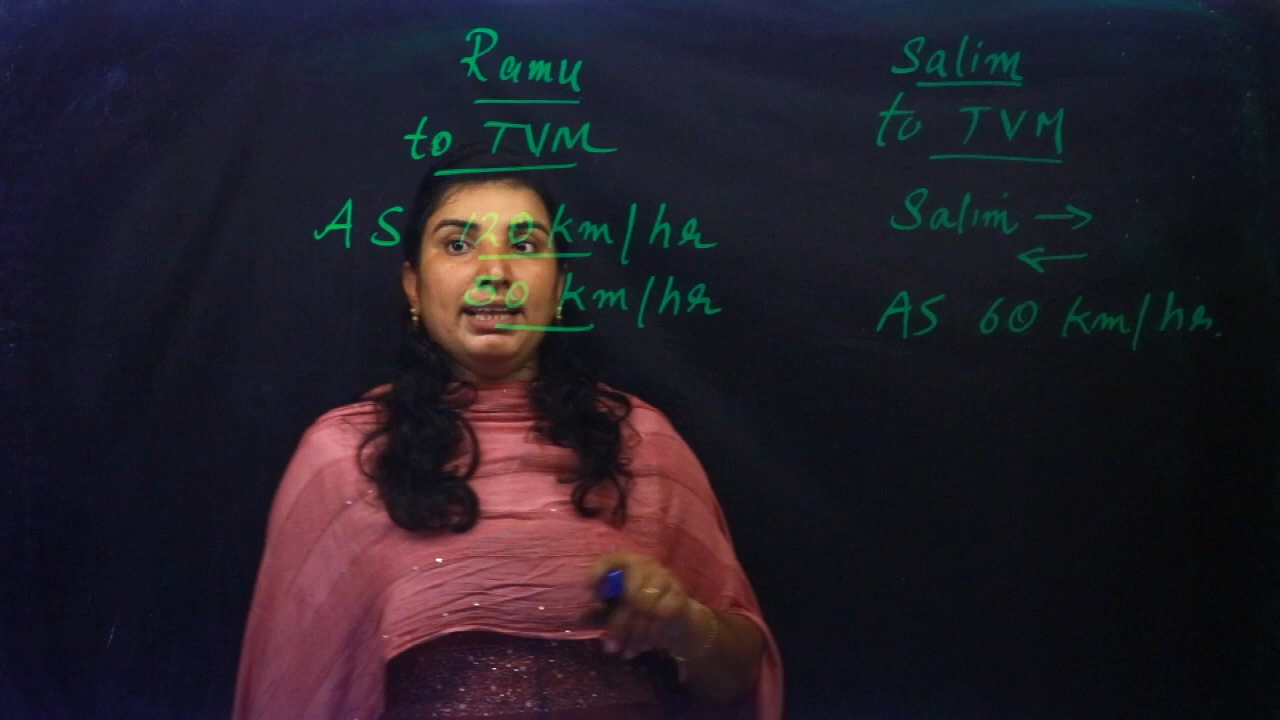 Ramu
to TVM
AS 120 km/hr
50 km/hr
Salim
to TVM
Salim →
←
AS 60 km/hr.